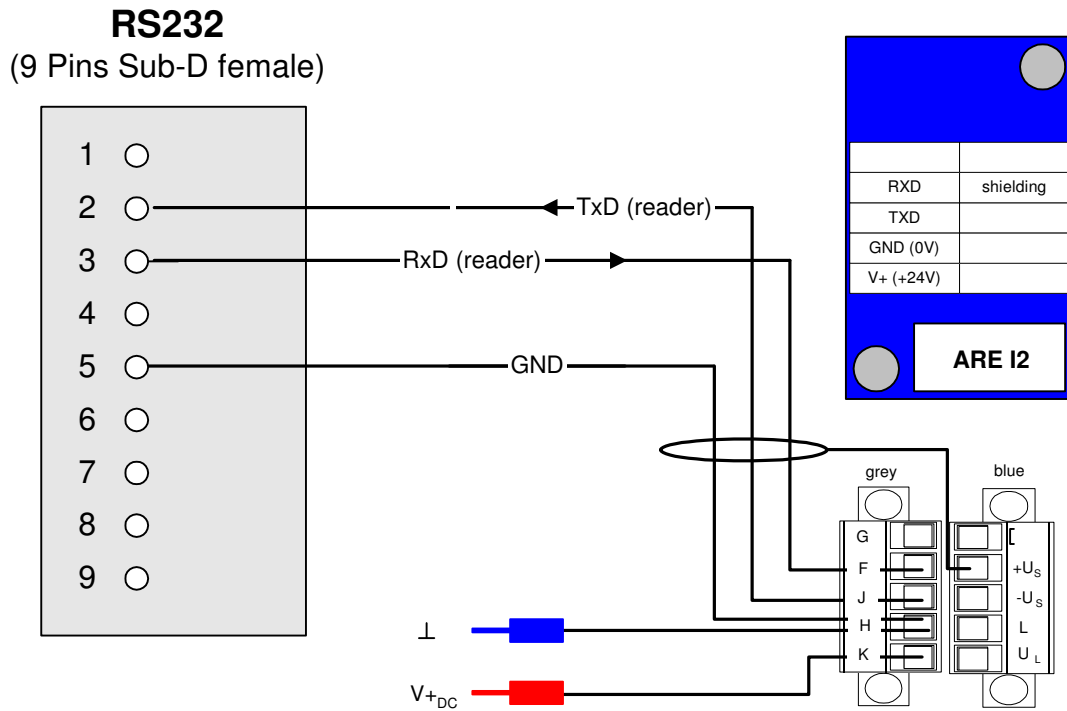 RS232
(9 Pins Sub-D female)
1
2
3
4
5
6
7
8
9
TxD (reader)
RxD (reader)
GND
⊥
V+DC
RXD shielding
TXD
GND (0V)
V+ (+24V)
ARE I2
grey blue
G [
F +US
J -US
H L
K UL